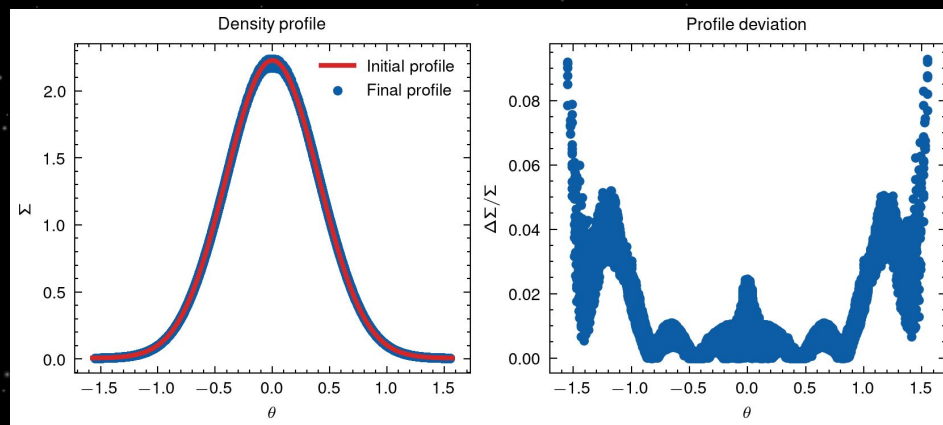 Density profile
Initial profile
Final profile
Σ
2.0
1.5
1.0
0.5
0.0
−1.5 −1.0 −0.5 0.0 0.5 1.0 1.5
θ
Profile deviation
ΔΣ/Σ
0.08
0.06
0.04
0.02
0.00
−1.5 −1.0 −0.5 0.0 0.5 1.0 1.5
θ